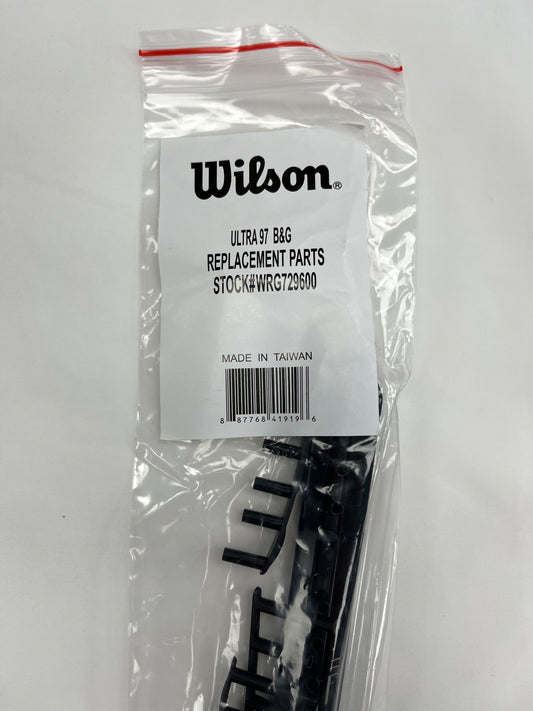 Wilson®
ULTRA 97 B&G
REPLACEMENT PARTS
STOCK#WRG729600
MADE IN TAIWAN
8 87768 41919 6